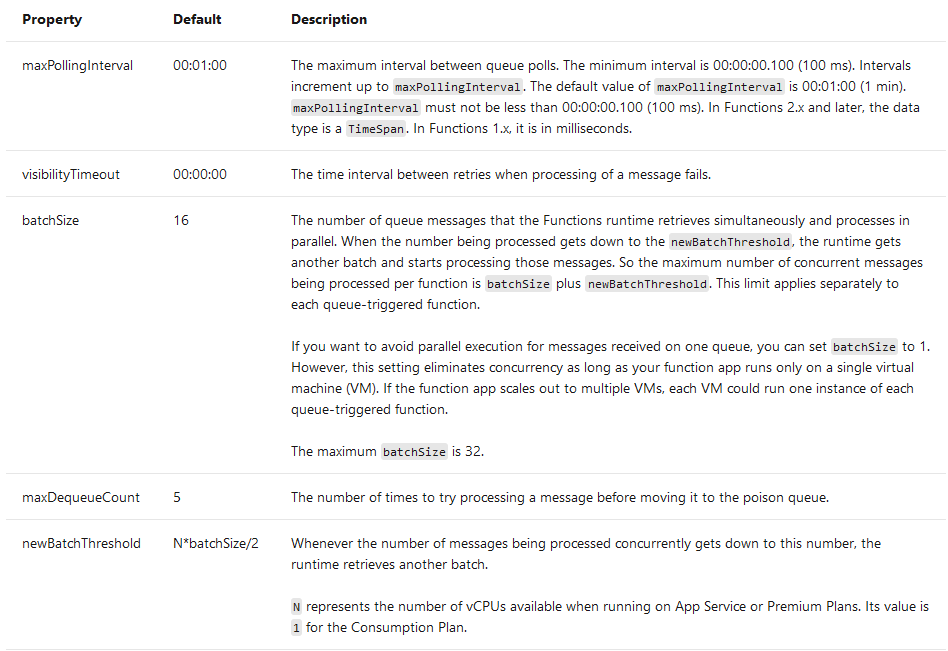 Property Default Description
maxPollingInterval 00:01:00 The maximum interval between queue polls. The minimum interval is 00:00:00.100 (100 ms). Intervals
increment up to maxPollingInterval. The default value of maxPollingInterval is 00:01:00 (1 min).
maxPollingInterval must not be less than 00:00:00.100 (100 ms). In Functions 2.x and later, the data
type is a TimeSpan. In Functions 1.x, it is in milliseconds.
visibilityTimeout 00:00:00 The time interval between retries when processing of a message fails.
batchSize 16 The number of queue messages that the Functions runtime retrieves simultaneously and processes in
parallel. When the number being processed gets down to the newBatchThreshold, the runtime gets
another batch and starts processing those messages. So the maximum number of concurrent messages
being processed per function is batchSize plus newBatchThreshold. This limit applies separately to
each queue-triggered function.
If you want to avoid parallel execution for messages received on one queue, you can set batchSize to 1.
However, this setting eliminates concurrency as long as your function app runs only on a single virtual
machine (VM). If the function app scales out to multiple VMs, each VM could run one instance of each
queue-triggered function.
The maximum batchSize is 32.
maxDequeueCount 5 The number of times to try processing a message before moving it to the poison queue.
newBatchThreshold N*batchSize/2 Whenever the number of messages being processed concurrently gets down to this number, the
runtime retrieves another batch.
N represents the number of vCPUs available when running on App Service or Premium Plans. Its value is
1 for the Consumption Plan.